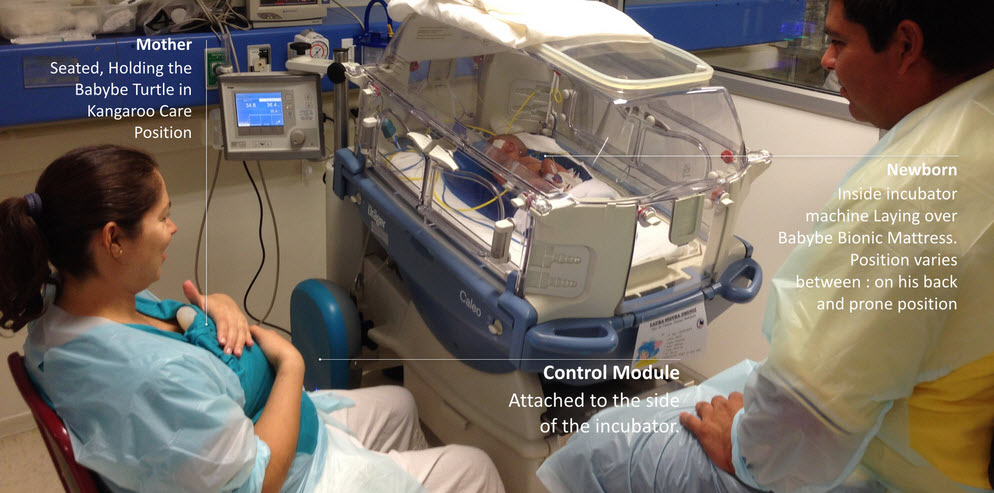 Mother
Seated, Holding the
Babybe Turtle in
Kangaroo Care
Position
Newborn
Inside incubator
machine Laying over
Babybe Bionic Mattress.
Position varies
between : on his back
and prone position
Control Module
Attached to the side
of the incubator.
Dräger
Caleo